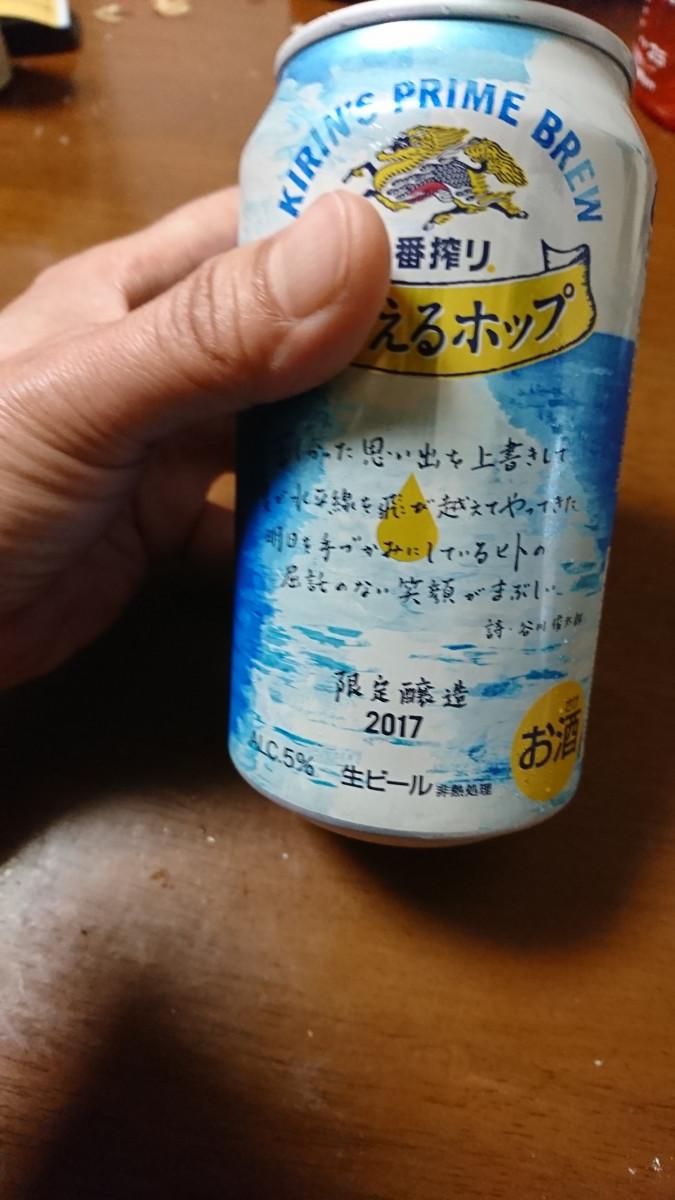 KIRIN'S PRIME BREW
番搾り
えるホップ
った思い出を上書きして
が水平線を飛び越えてやってきた
明日を手づかみにしているヒトの
屈託のない笑顔がまぶしい
詩・谷川俊太郎
限定醸造
2017
ALC.5% 生ビール 非熱処理
お酒